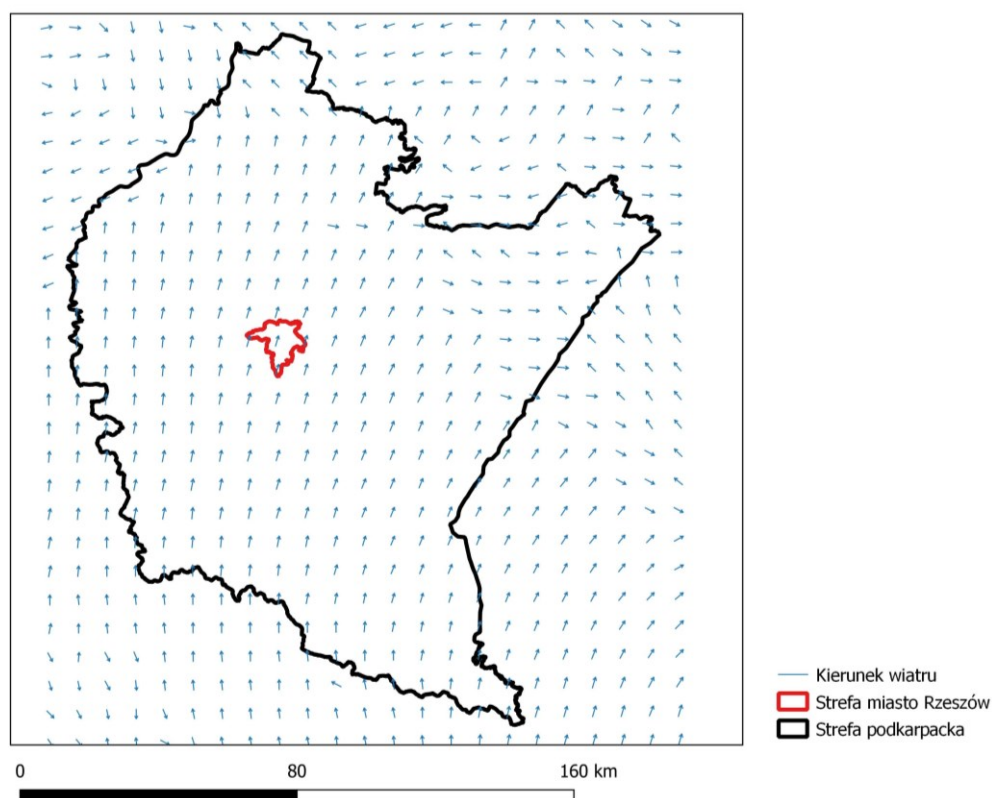 Kierunek wiatru
Strefa miasto Rzeszów
Strefa podkarpacka
0 80 160 km